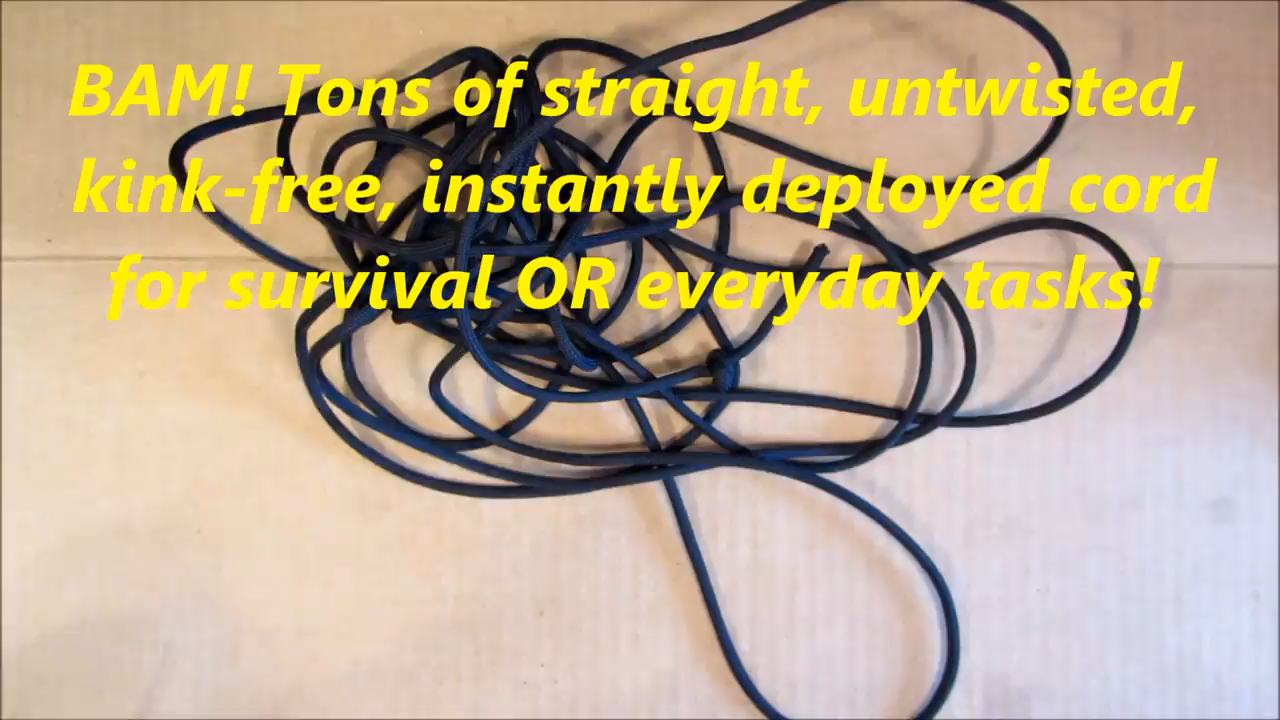 BAM! Tons of straight, untwisted,
kink-free, instantly deployed cord
for survival OR everyday tasks!